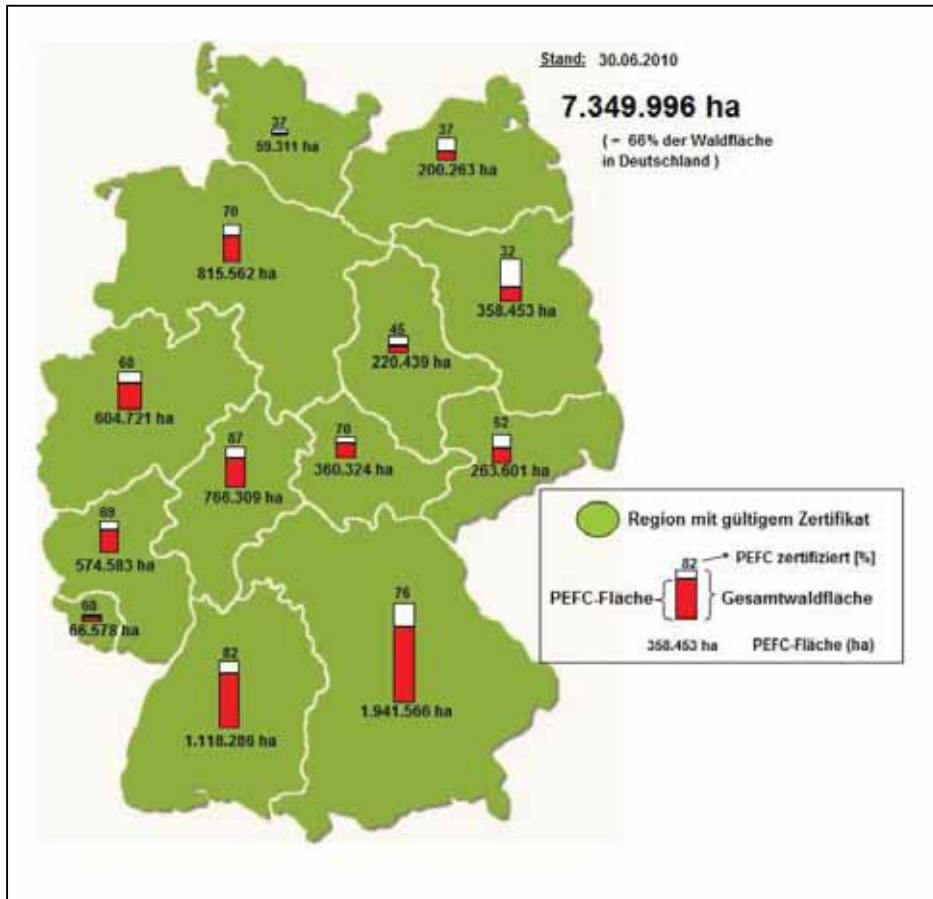 Stand: 30.06.2010
7.349.996 ha
( = 66% der Waldfläche
in Deutschland )
37
59.311 ha
37
200.263 ha
70
815.562 ha
32
358.453 ha
45
220.439 ha
68
604.721 ha
87
766.309 ha
70
360.324 ha
52
263.601 ha
69
574.583 ha
68
66.578 ha
82
1.118.286 ha
76
1.941.566 ha
Region mit gültigem Zertifikat
82 PEFC zertifiziert [%]
PEFC-Fläche Gesamtwaldfläche
358.453 ha PEFC-Fläche (ha)